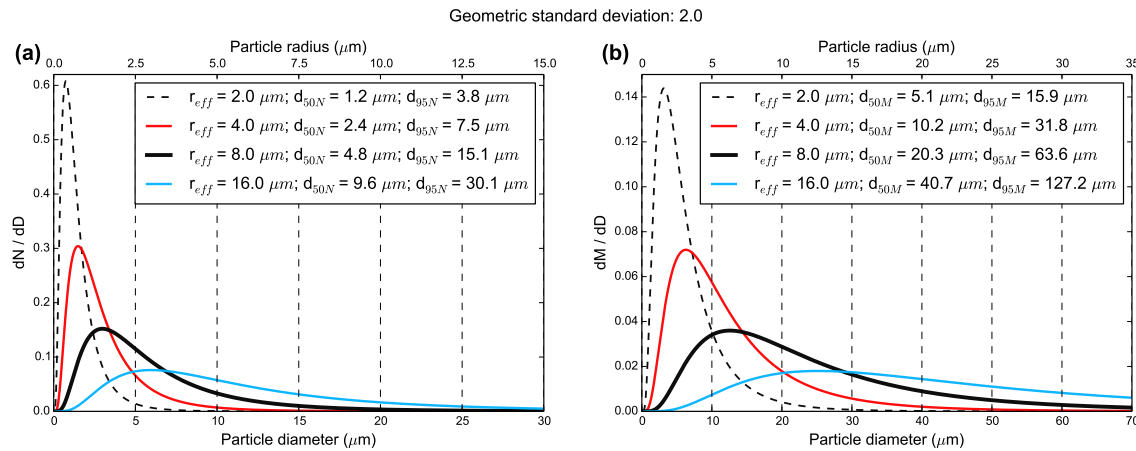 Geometric standard deviation: 2.0
(a)
Particle radius (μm)
0.0 2.5 5.0 7.5 10.0 12.5 15.0
r_eff = 2.0 μm; d_50N = 1.2 μm; d_95N = 3.8 μm
r_eff = 4.0 μm; d_50N = 2.4 μm; d_95N = 7.5 μm
r_eff = 8.0 μm; d_50N = 4.8 μm; d_95N = 15.1 μm
r_eff = 16.0 μm; d_50N = 9.6 μm; d_95N = 30.1 μm
dN / dD
0.6
0.5
0.4
0.3
0.2
0.1
0.0
0 5 10 15 20 25 30
Particle diameter (μm)
(b)
Particle radius (μm)
0 5 10 15 20 25 30 35
r_eff = 2.0 μm; d_50M = 5.1 μm; d_95M = 15.9 μm
r_eff = 4.0 μm; d_50M = 10.2 μm; d_95M = 31.8 μm
r_eff = 8.0 μm; d_50M = 20.3 μm; d_95M = 63.6 μm
r_eff = 16.0 μm; d_50M = 40.7 μm; d_95M = 127.2 μm
dM / dD
0.14
0.12
0.10
0.08
0.06
0.04
0.02
0.00
0 10 20 30 40 50 60 70
Particle diameter (μm)